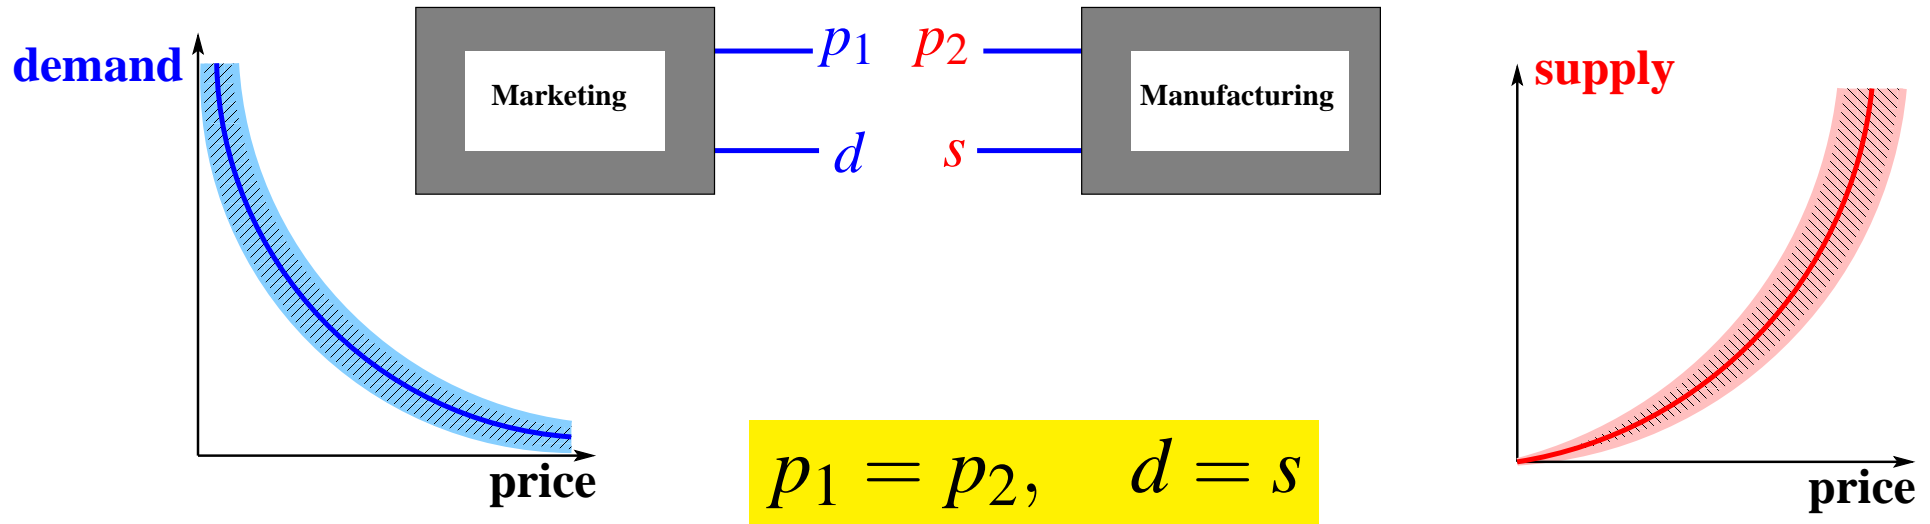 demand
price
Marketing
p₁
d
p₂
s
Manufacturing
supply
price
p₁ = p₂, d = s